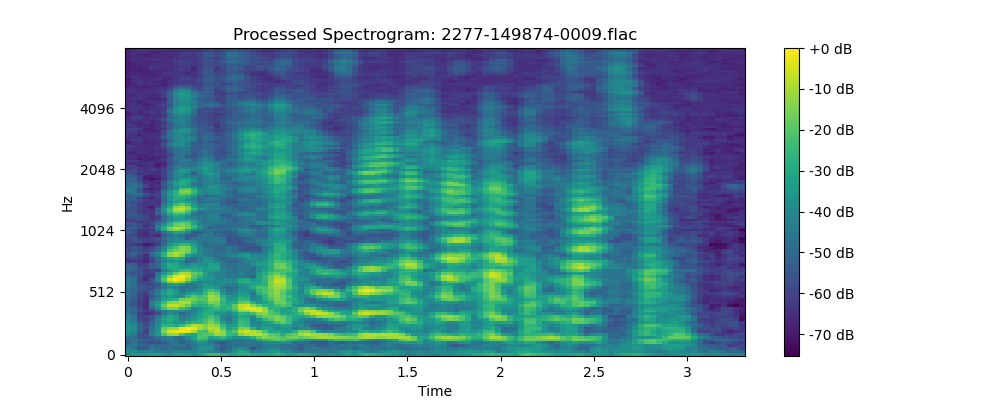 Processed Spectrogram: 2277-149874-0009.flac
+0 dB
-10 dB
-20 dB
-30 dB
-40 dB
-50 dB
-60 dB
-70 dB
Hz
4096
2048
1024
512
0
0 0.5 1 1.5 2 2.5 3
Time